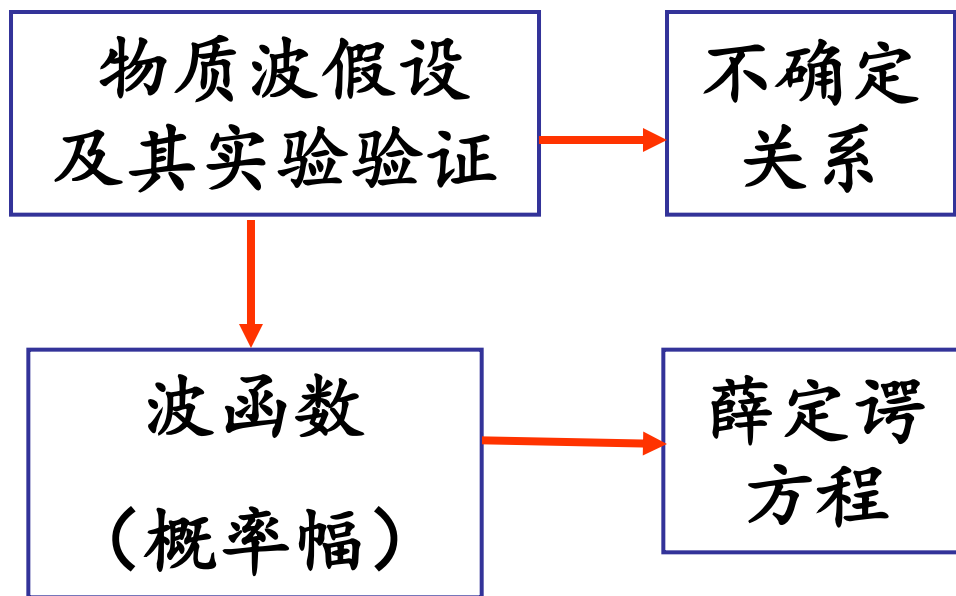 物质波假设
及其实验验证
不确定
关系
波函数
（概率幅）
薛定谔
方程